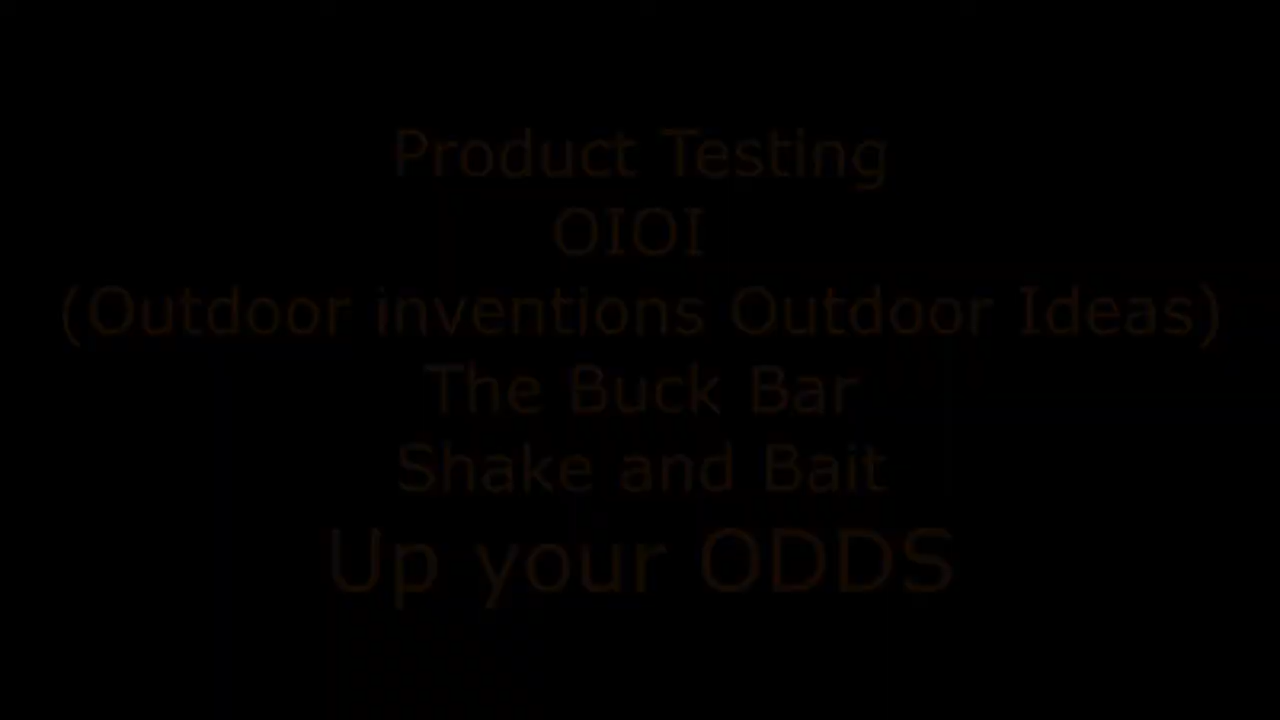 Product Testing
OIOI
(Outdoor inventions Outdoor Ideas)
The Buck Bar
Shake and Bait
Up your ODDS